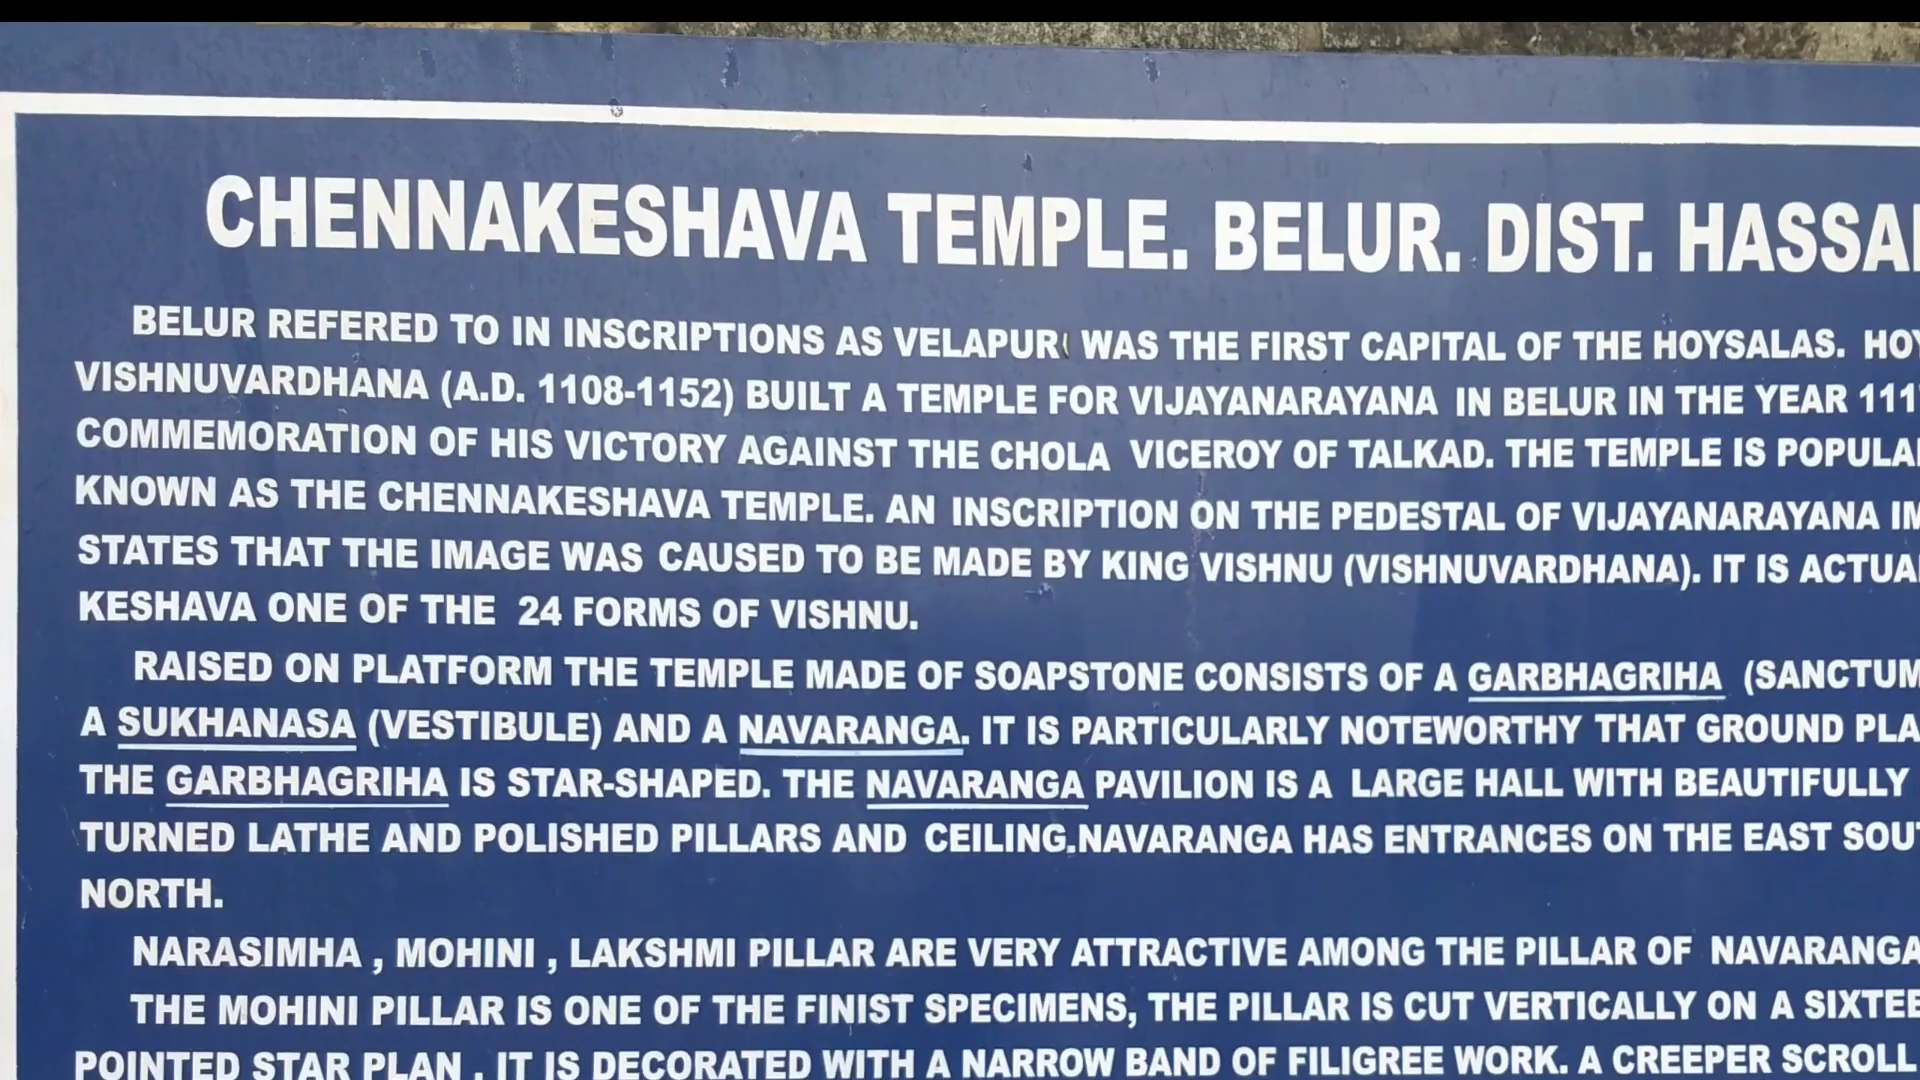 CHENNAKESHAVA TEMPLE. BELUR. DIST. HASSA
BELUR REFERED TO IN INSCRIPTIONS AS VELAPUR WAS THE FIRST CAPITAL OF THE HOYSALAS. HOY
VISHNUVARDHANA (A.D. 1108-1152) BUILT A TEMPLE FOR VIJAYANARAYANA IN BELUR IN THE YEAR 111
COMMEMORATION OF HIS VICTORY AGAINST THE CHOLA VICEROY OF TALKAD. THE TEMPLE IS POPULA
KNOWN AS THE CHENNAKESHAVA TEMPLE. AN INSCRIPTION ON THE PEDESTAL OF VIJAYANARAYANA IM
STATES THAT THE IMAGE WAS CAUSED TO BE MADE BY KING VISHNU (VISHNUVARDHANA). IT IS ACTUA
KESHAVA ONE OF THE 24 FORMS OF VISHNU.
RAISED ON PLATFORM THE TEMPLE MADE OF SOAPSTONE CONSISTS OF A GARBHAGRIHA (SANCTUM
A SUKHANASA (VESTIBULE) AND A NAVARANGA. IT IS PARTICULARLY NOTEWORTHY THAT GROUND PLA
THE GARBHAGRIHA IS STAR-SHAPED. THE NAVARANGA PAVILION IS A LARGE HALL WITH BEAUTIFULLY
TURNED LATHE AND POLISHED PILLARS AND CEILING.NAVARANGA HAS ENTRANCES ON THE EAST SOUT
NORTH.
NARASIMHA , MOHINI , LAKSHMI PILLAR ARE VERY ATTRACTIVE AMONG THE PILLAR OF NAVARANGA
THE MOHINI PILLAR IS ONE OF THE FINIST SPECIMENS, THE PILLAR IS CUT VERTICALLY ON A SIXTEE
POINTED STAR PLAN . IT IS DECORATED WITH A NARROW BAND OF FILIGREE WORK. A CREEPER SCROLL